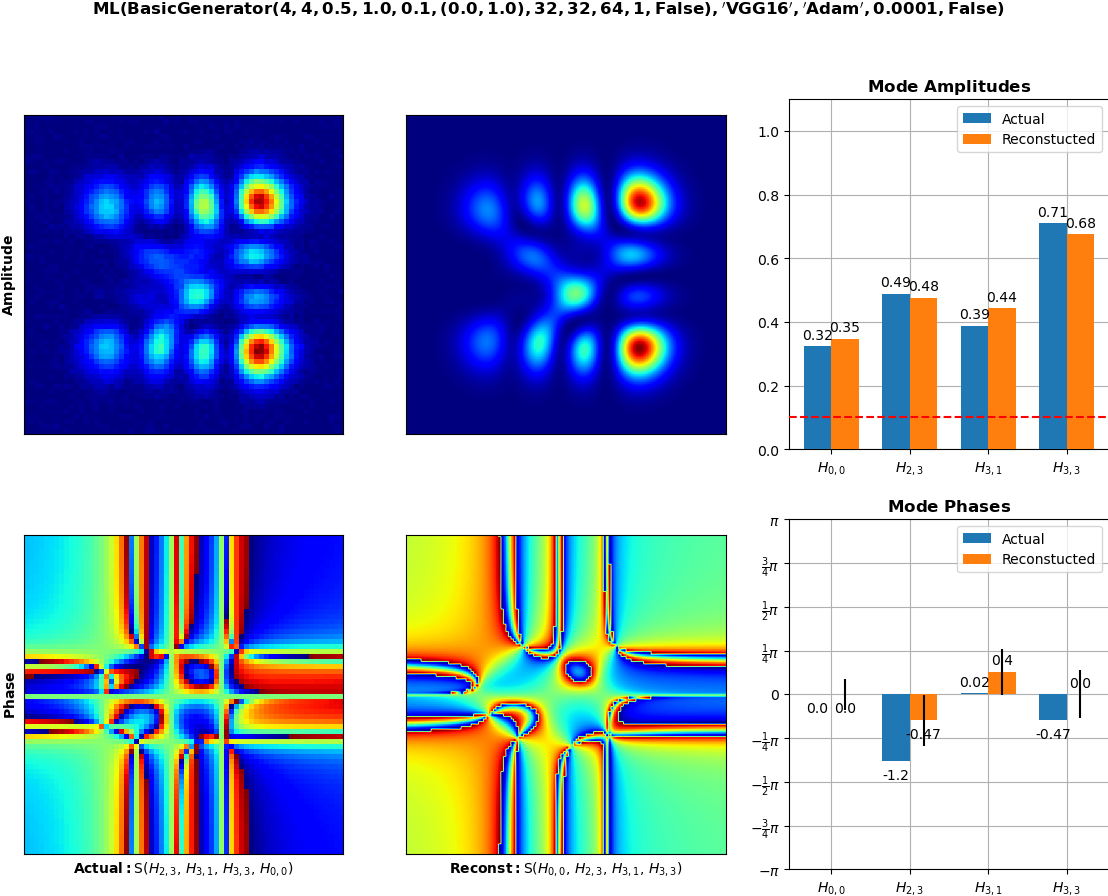 ML(BasicGenerator(4, 4, 0.5, 1.0, 0.1, (0.0, 1.0), 32, 32, 64, 1, False), ′VGG16′, ′Adam′, 0.0001, False)
Amplitude
Mode Amplitudes
Actual
Reconstucted
1.0
0.8
0.6
0.4
0.2
0.0
0.32
0.35
0.49
0.48
0.39
0.44
0.71
0.68
H0,0
H2,3
H3,1
H3,3
Phase
Actual: S(H2,3, H3,1, H3,3, H0,0)
Reconst: S(H0,0, H2,3, H3,1, H3,3)
Mode Phases
Actual
Reconstucted
π
3/4π
1/2π
1/4π
0
−1/4π
−1/2π
−3/4π
−π
0.0
0.0
-1.2
-0.47
0.02
0.4
-0.47
0.0
H0,0
H2,3
H3,1
H3,3